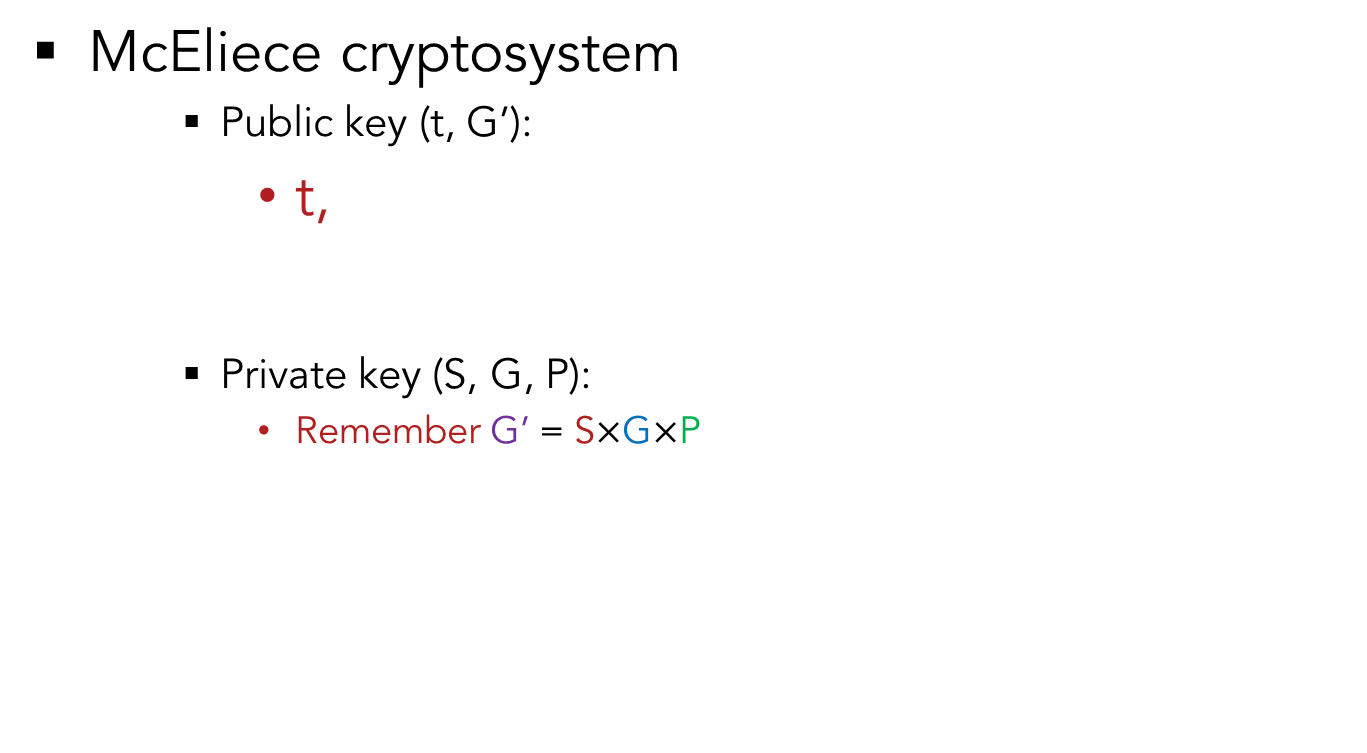 ▪ McEliece cryptosystem
▪ Public key (t, G’):
• t,
▪ Private key (S, G, P):
• Remember G’ = S×G×P